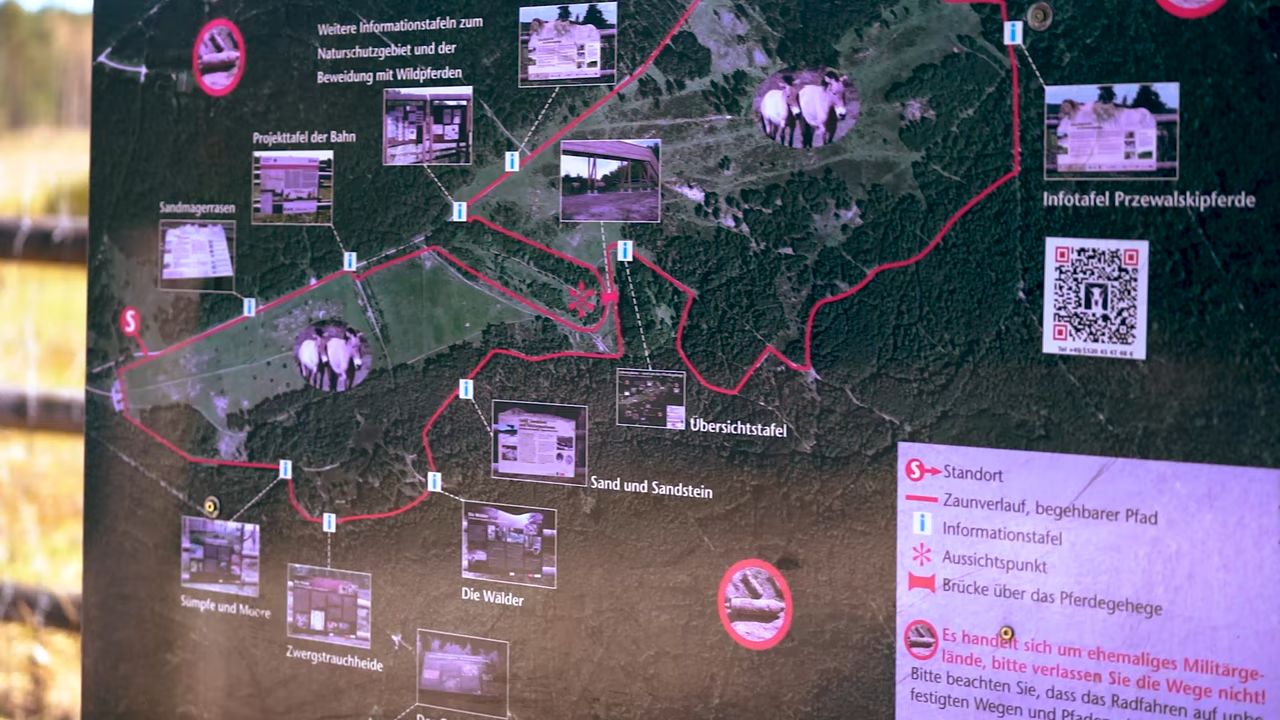 Weitere Informationstafeln zum
Naturschutzgebiet und der
Beweidung mit Wildpferden
Projekttafel der Bahn
Sandmagerrasen
S
Infotafel Przewalskipferde
Übersichtstafel
Sand und Sandstein
Die Wälder
Sümpfe und Moore
Zwergstrauchheide
S Standort
Zaunverlauf, begehbarer Pfad
i Informationstafel
Aussichtspunkt
Brücke über das Pferdegehege
Es handelt sich um ehemaliges Militärge-
lände, bitte verlassen Sie die Wege nicht!
Bitte beachten Sie, dass das Radfahren auf unbe-
festigten Wegen und Pfaden